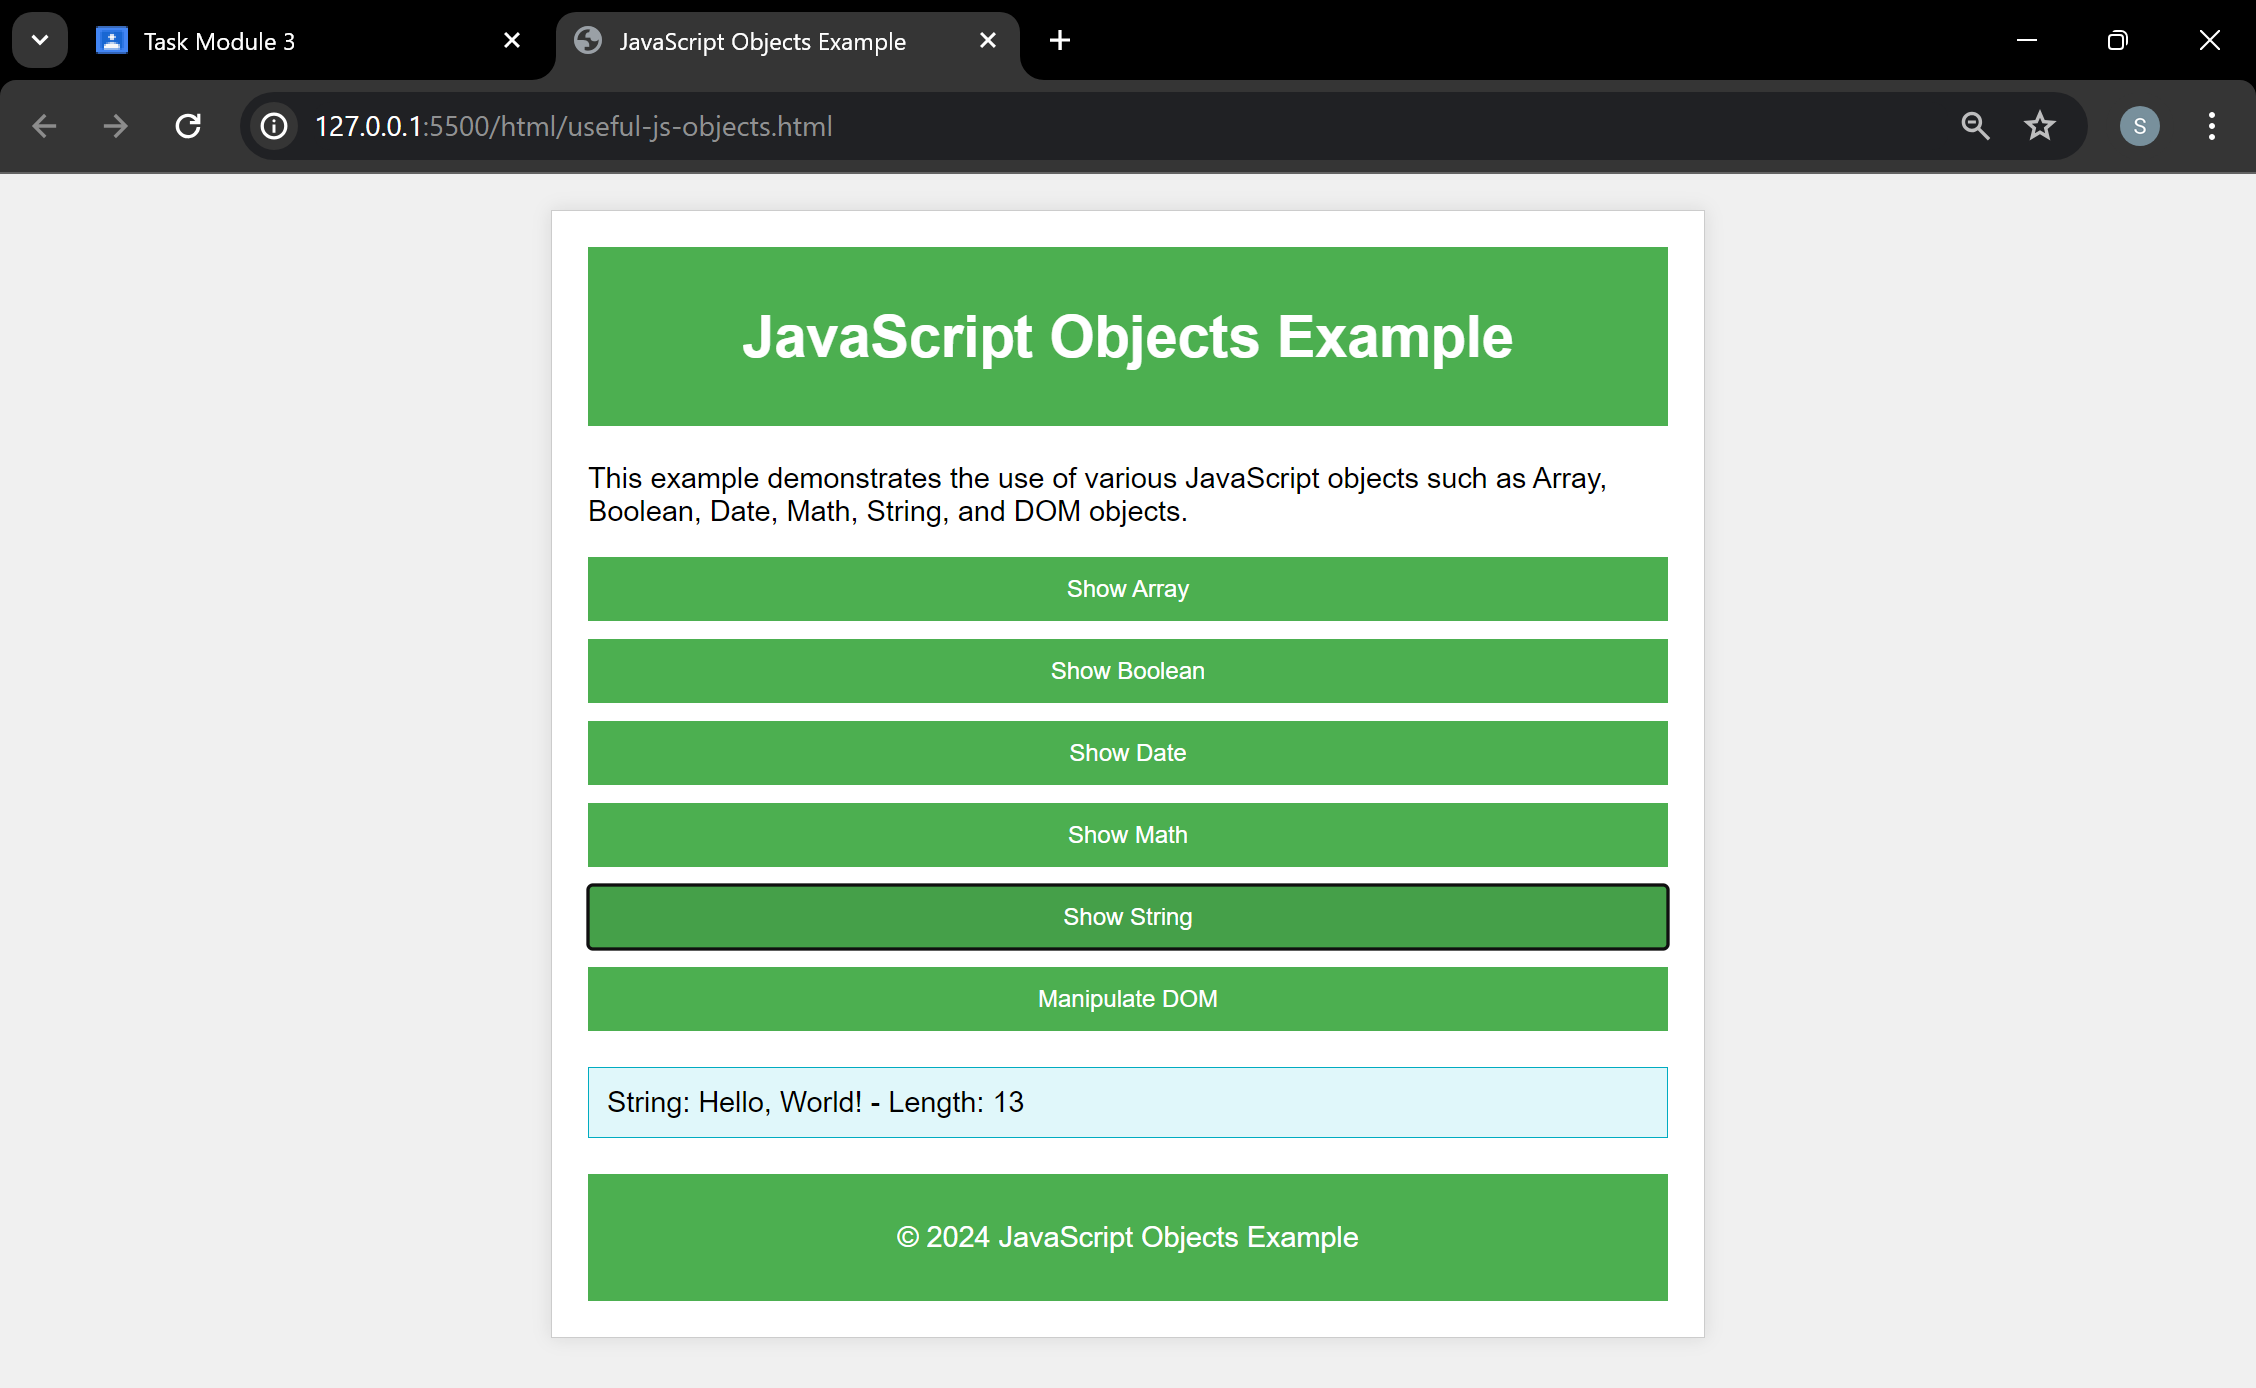 Task Module 3
JavaScript Objects Example
127.0.0.1:5500/html/useful-js-objects.html
S
JavaScript Objects Example
This example demonstrates the use of various JavaScript objects such as Array,
Boolean, Date, Math, String, and DOM objects.
Show Array
Show Boolean
Show Date
Show Math
Show String
Manipulate DOM
String: Hello, World! - Length: 13
© 2024 JavaScript Objects Example